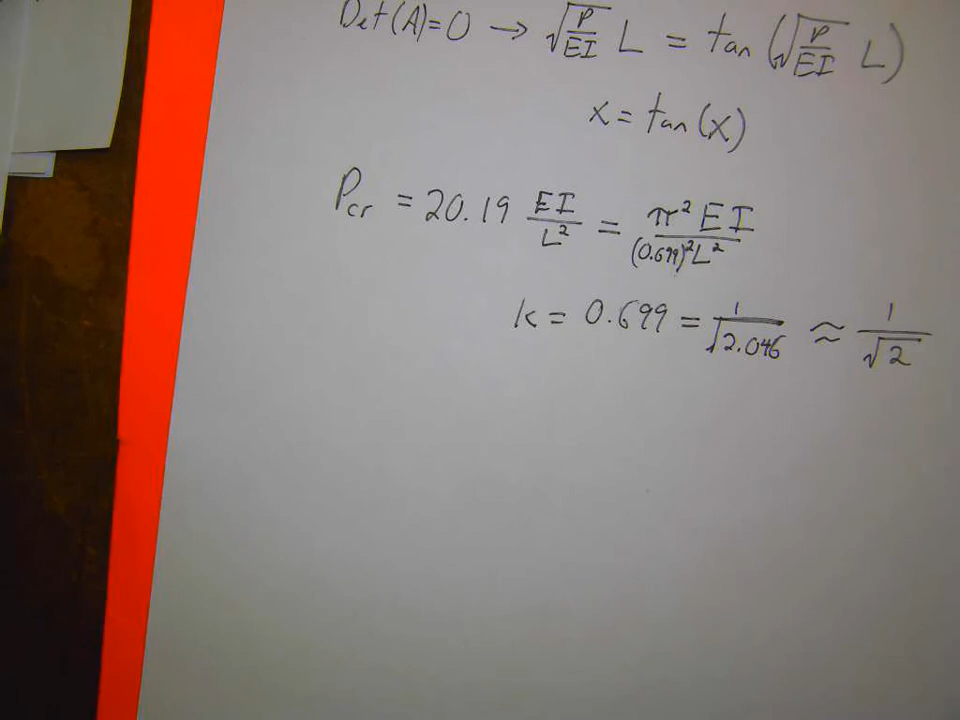 Det(A)=0 → √(P/EI) L = tan(√(P/EI) L)
x = tan(x)
Pcr = 20.19 EI/L² = π²EI/(0.699)²L²
k = 0.699 = 1/√2.046 ≈ 1/√2